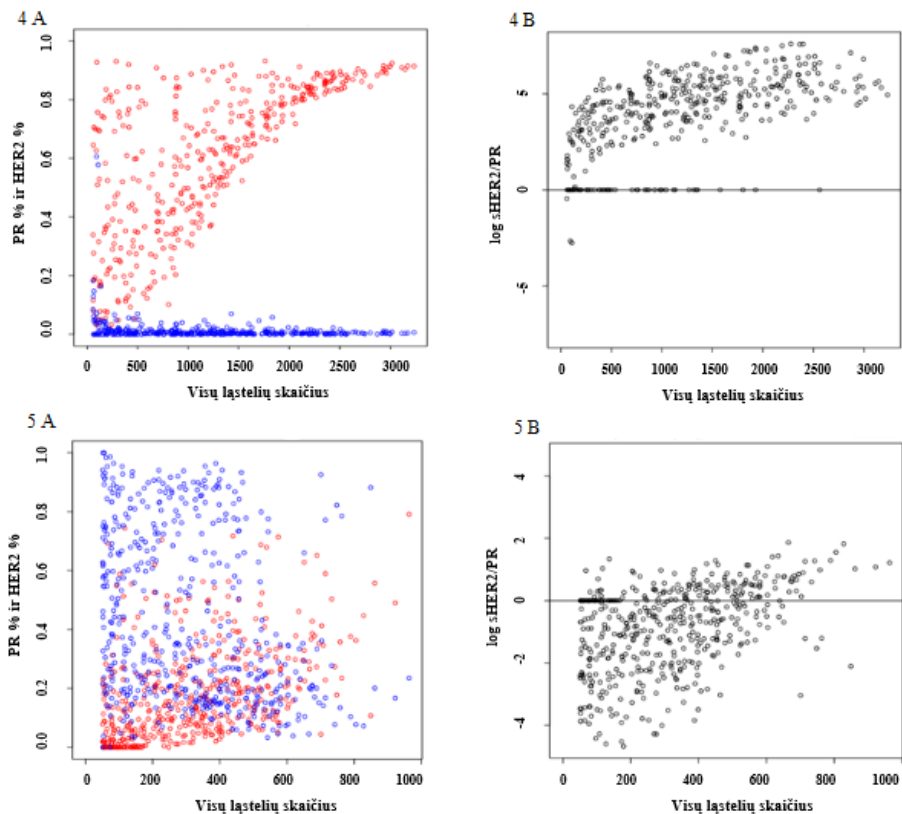 4 A
PR % ir HER2 %
0.0 0.2 0.4 0.6 0.8 1.0
0 500 1000 1500 2000 2500 3000
Visų ląstelių skaičius
4 B
log sHER2/PR
-5 0 5
0 500 1000 1500 2000 2500 3000
Visų ląstelių skaičius
5 A
PR % ir HER2 %
0.0 0.2 0.4 0.6 0.8 1.0
0 200 400 600 800 1000
Visų ląstelių skaičius
5 B
log sHER2/PR
-4 -2 0 2 4
0 200 400 600 800 1000
Visų ląstelių skaičius